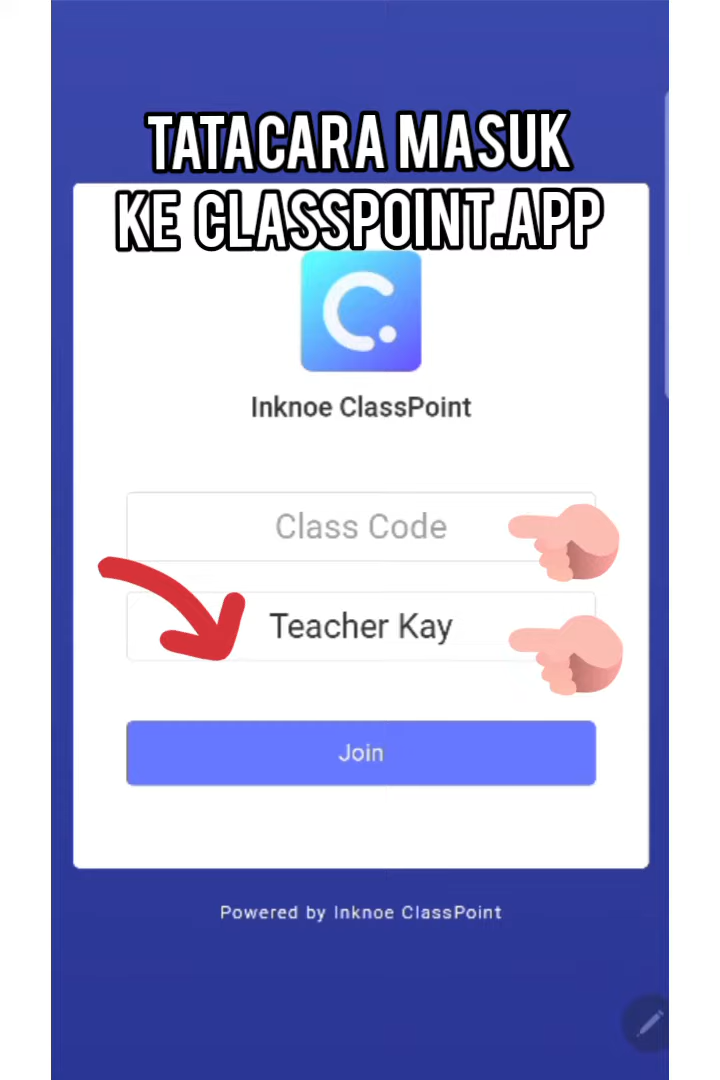 TATACARA MASUK
KE CLASSPOINT.APP
Inknoe ClassPoint
Class Code
Teacher Kay
Join
Powered by Inknoe ClassPoint